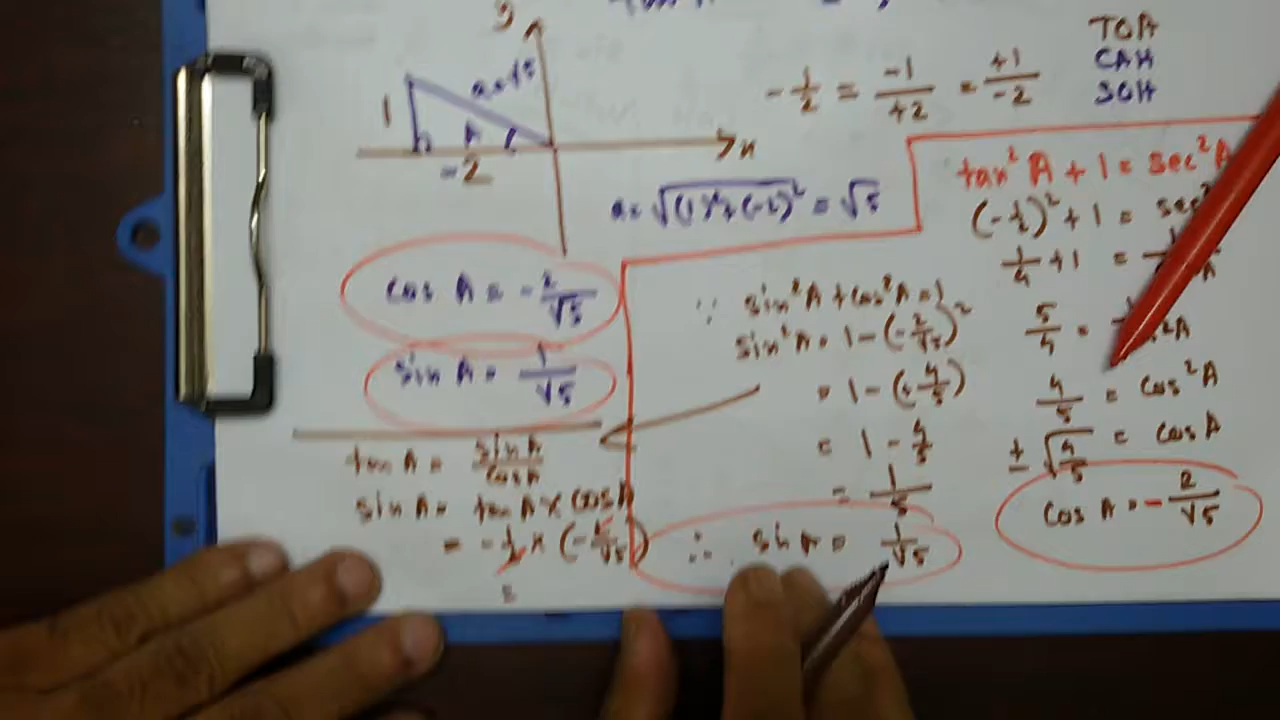 y
1
a=√5
A
-2
x
-1/2 = -1/+2 = +1/-2
TOA
CAH
SOH
a = √(1)²+(-2)² = √5
cos A = -2/√5
sin A = 1/√5
tan A = sin A/cos A
sin A = tan A × cos A
= -1/2 × (-2/√5)
=
∵ sin²A + cos²A = 1
sin²A = 1 - (-2/√5)²
= 1 - (+4/5)
= 1 - 4/5
= 1/5
∴ sin A = 1/√5
tan²A + 1 = sec²A
(-1/2)² + 1 = sec²
1/4 + 1 =
5/4 =
4/5 = cos²A
± √4/5 = cos A
cos A = -2/√5